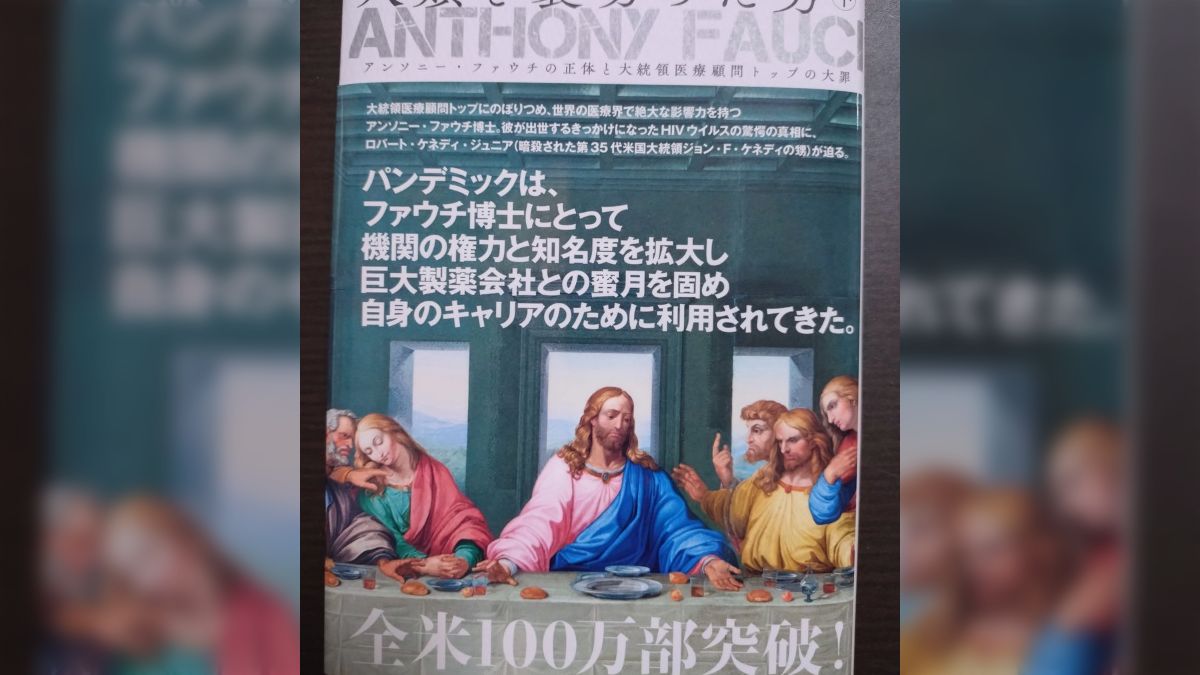 人類を裏切った男 下
ANTHONY FAUCI
アンソニー・ファウチの正体と大統領医療顧問トップの大罪
大統領医療顧問トップにのぼりつめ、世界の医療界で絶大な影響力を持つ
アンソニー・ファウチ博士。彼が出世するきっかけになったHIVウイルスの驚愕の真相に、
ロバート・ケネディ・ジュニア(暗殺された第35代米国大統領ジョン・F・ケネディの甥)が迫る。
パンデミックは、
ファウチ博士にとって
機関の権力と知名度を拡大し
巨大製薬会社との蜜月を固め
自身のキャリアのために利用されてきた。
全米100万部突破!